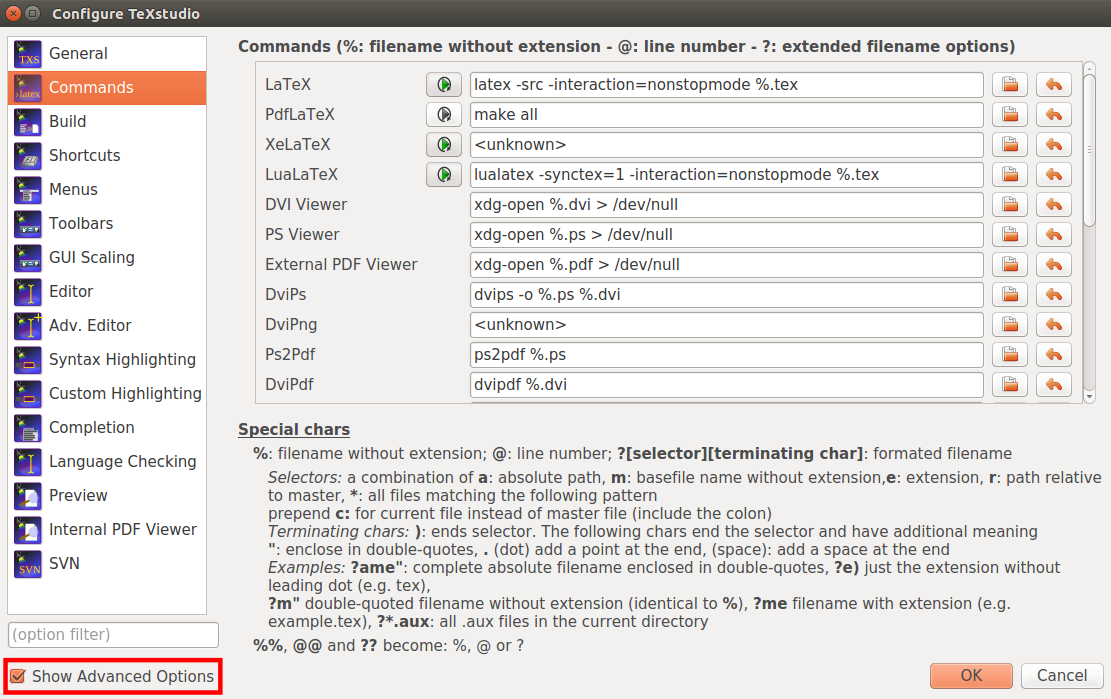 Configure TeXstudio
General
Commands
Build
Shortcuts
Menus
Toolbars
GUI Scaling
Editor
Adv. Editor
Syntax Highlighting
Custom Highlighting
Completion
Language Checking
Preview
Internal PDF Viewer
SVN
(option filter)
Show Advanced Options
Commands (%: filename without extension - @: line number - ?: extended filename options)
LaTeX latex -src -interaction=nonstopmode %.tex
PdfLaTeX make all
XeLaTeX <unknown>
LuaLaTeX lualatex -synctex=1 -interaction=nonstopmode %.tex
DVI Viewer xdg-open %.dvi > /dev/null
PS Viewer xdg-open %.ps > /dev/null
External PDF Viewer xdg-open %.pdf > /dev/null
DviPs dvips -o %.ps %.dvi
DviPng <unknown>
Ps2Pdf ps2pdf %.ps
DviPdf dvipdf %.dvi
Special chars
%: filename without extension; @: line number; ?[selector][terminating char]: formated filename
Selectors: a combination of a: absolute path, m: basefile name without extension,e: extension, r: path relative
to master, *: all files matching the following pattern
prepend c: for current file instead of master file (include the colon)
Terminating chars: ): ends selector. The following chars end the selector and have additional meaning
": enclose in double-quotes, . (dot) add a point at the end, (space): add a space at the end
Examples: ?ame": complete absolute filename enclosed in double-quotes, ?e) just the extension without
leading dot (e.g. tex),
?m" double-quoted filename without extension (identical to %), ?me filename with extension (e.g.
example.tex), ?*.aux: all .aux files in the current directory
%%, @@ and ?? become: %, @ or ?
OK
Cancel